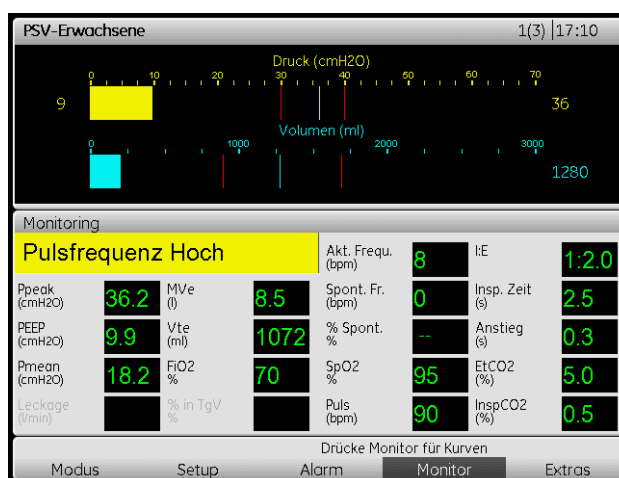 PSV-Erwachsene 1(3) 17:10
Druck (cmH2O)
0 10 20 30 40 50 60 70
9 36
Volumen (ml)
0 1000 2000 3000
1280
Monitoring
Pulsfrequenz Hoch
Akt. Frequ. (bpm) 8
I:E 1:2.0
Ppeak (cmH2O) 36.2
MVe (l) 8.5
Spont. Fr. (bpm) 0
Insp. Zeit (s) 2.5
PEEP (cmH2O) 9.9
Vte (ml) 1072
% Spont. % --
Anstieg (s) 0.3
Pmean (cmH2O) 18.2
FiO2 % 70
SpO2 % 95
EtCO2 (%) 5.0
Leckage (l/min)
% in TgV %
Puls (bpm) 90
InspCO2 (%) 0.5
Drücke Monitor für Kurven
Modus Setup Alarm Monitor Extras